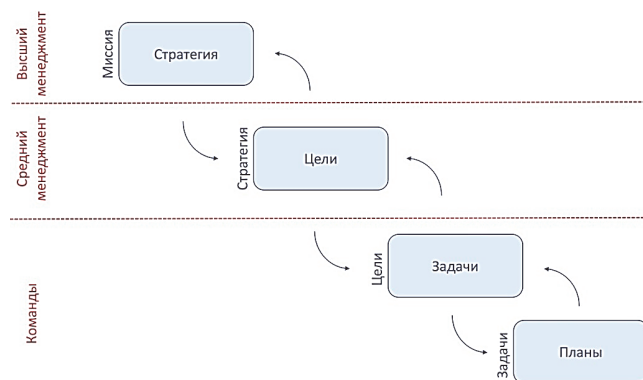 Высший
менеджмент
Миссия
Стратегия
Средний
менеджмент
Стратегия
Цели
Команды
Цели
Задачи
Задачи
Планы